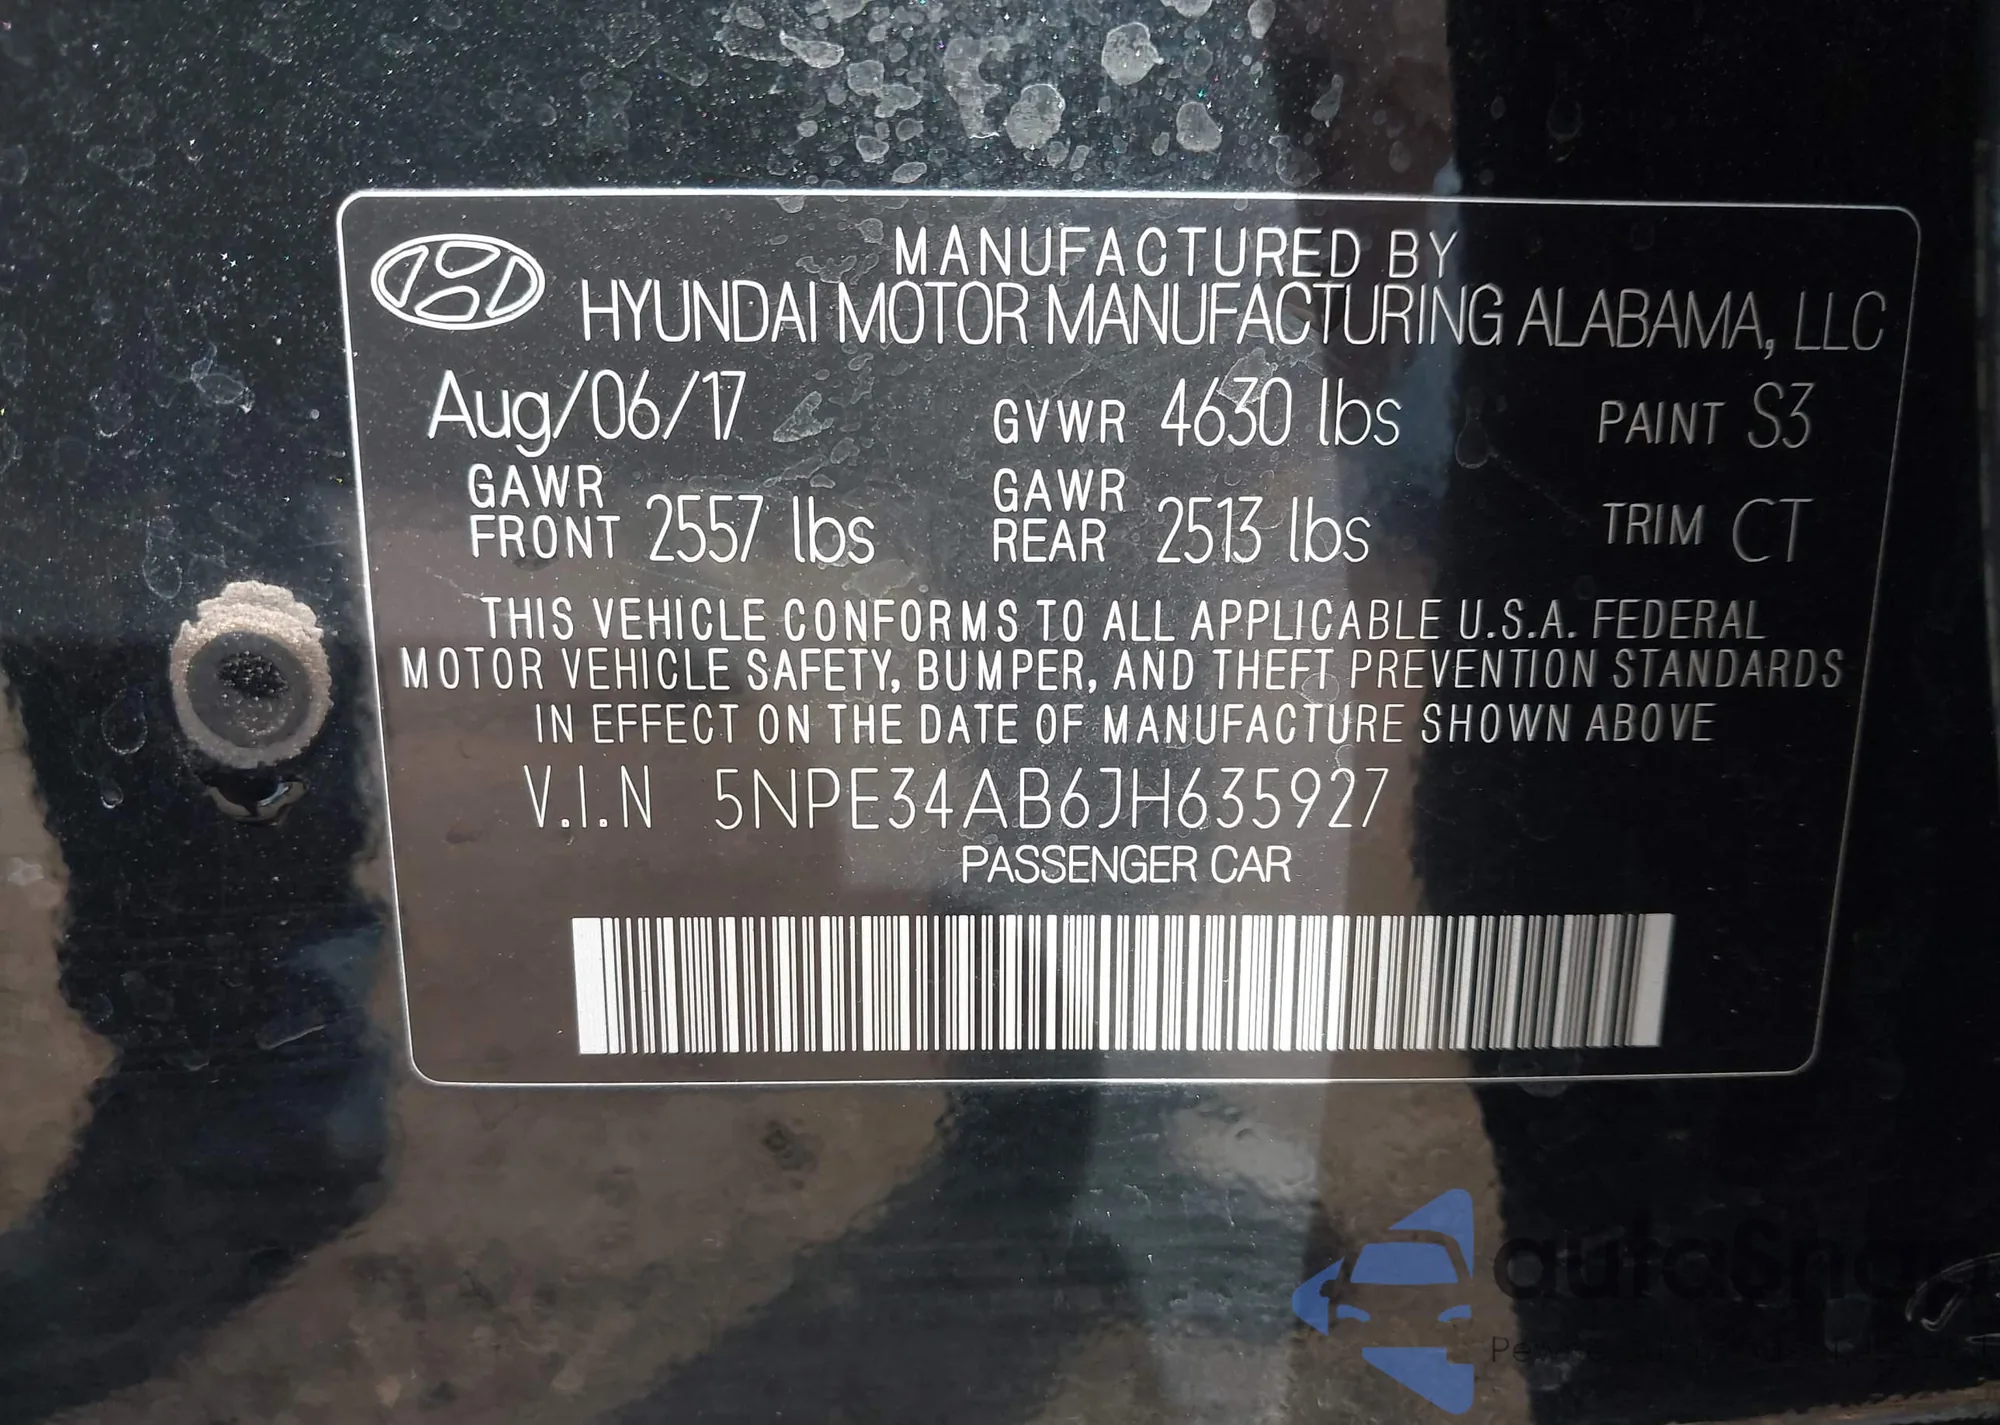 MANUFACTURED BY
HYUNDAI MOTOR MANUFACTURING ALABAMA, LLC
Aug/06/17 GVWR 4630 lbs PAINT S3
GAWR FRONT 2557 lbs GAWR REAR 2513 lbs TRIM CT
THIS VEHICLE CONFORMS TO ALL APPLICABLE U.S.A. FEDERAL
MOTOR VEHICLE SAFETY, BUMPER, AND THEFT PREVENTION STANDARDS
IN EFFECT ON THE DATE OF MANUFACTURE SHOWN ABOVE
V.I.N 5NPE34AB6JH635927
PASSENGER CAR